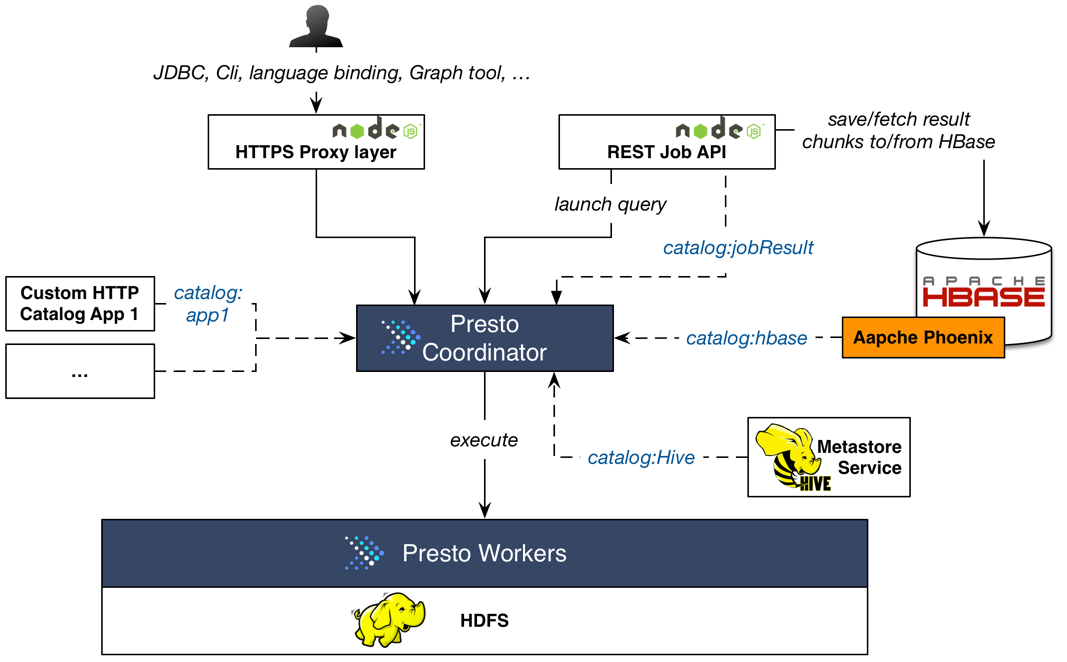 JDBC, Cli, language binding, Graph tool, ...
node
JS
HTTPS Proxy layer
node
JS
REST Job API
save/fetch result
chunks to/from HBase
launch query
catalog:jobResult
APACHE
HBASE
Aapche Phoenix
Custom HTTP
Catalog App 1
catalog:
app1
...
Presto
Coordinator
catalog:hbase
execute
catalog:Hive
HIVE
Metastore
Service
Presto Workers
HDFS